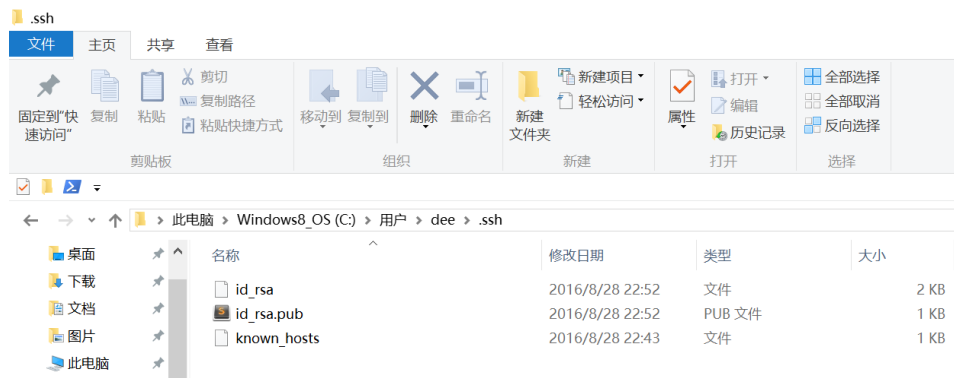 .ssh
文件 主页 共享 查看
固定到"快速访问"
复制
粘贴
剪切
复制路径
粘贴快捷方式
剪贴板
移动到
复制到
删除
重命名
组织
新建文件夹
新建项目
轻松访问
新建
属性
打开
编辑
历史记录
打开
全部选择
全部取消
反向选择
选择
此电脑 > Windows8_OS (C:) > 用户 > dee > .ssh
桌面
下载
文档
图片
此电脑
名称 修改日期 类型 大小
id_rsa 2016/8/28 22:52 文件 2 KB
id_rsa.pub 2016/8/28 22:52 PUB 文件 1 KB
known_hosts 2016/8/28 22:43 文件 1 KB